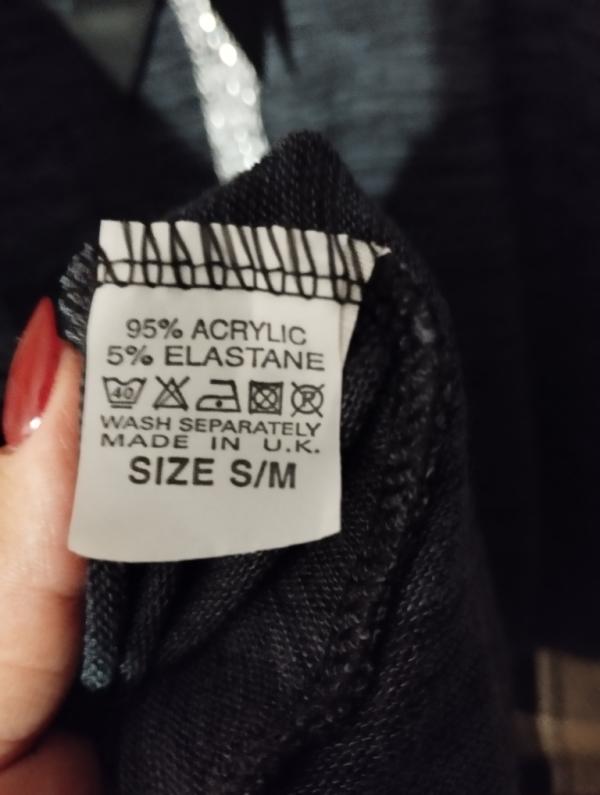 95% ACRYLIC
5% ELASTANE
40 P
WASH SEPARATELY
MADE IN U.K.
SIZE S/M